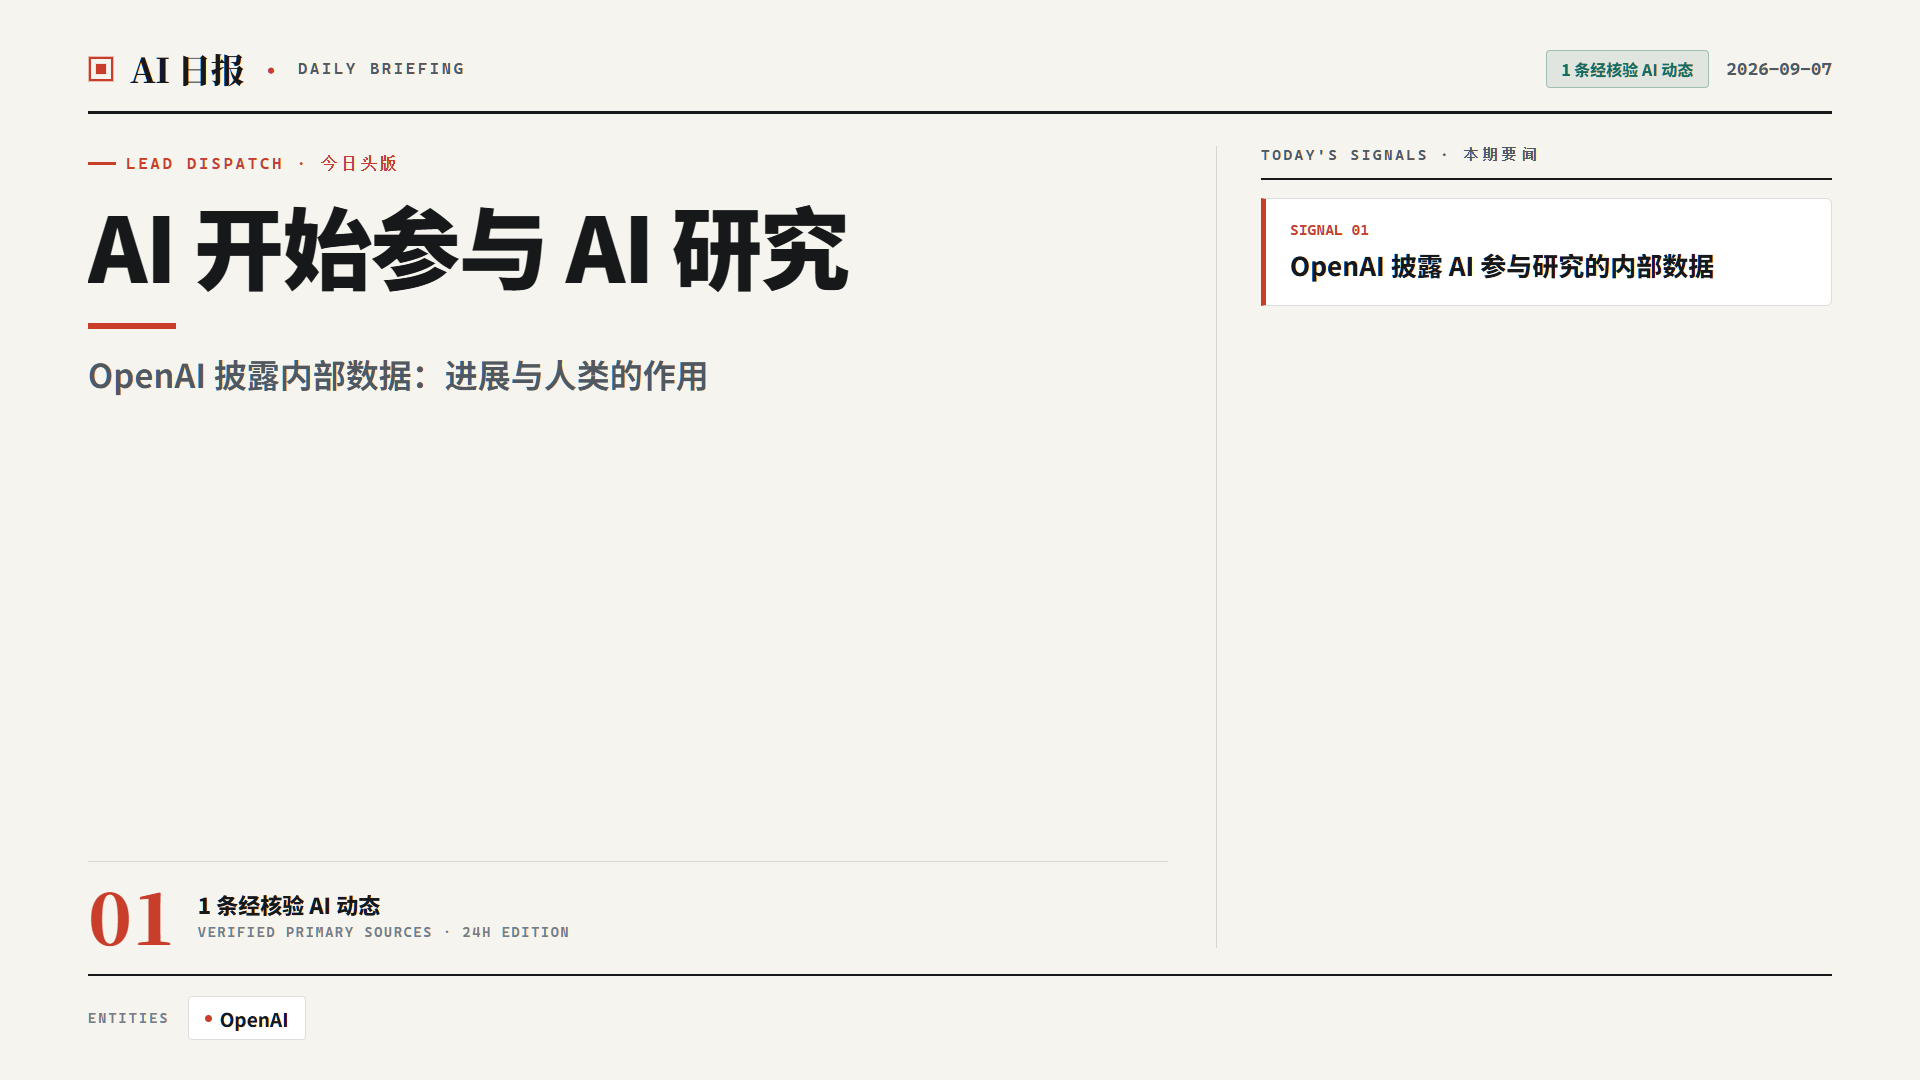 AI 日报 • DAILY BRIEFING
1 条经核验 AI 动态
2026-09-07
LEAD DISPATCH · 今日头版
AI 开始参与 AI 研究
OpenAI 披露内部数据：进展与人类的作用
TODAY'S SIGNALS · 本期要闻
SIGNAL 01
OpenAI 披露 AI 参与研究的内部数据
01
1 条经核验 AI 动态
VERIFIED PRIMARY SOURCES · 24H EDITION
ENTITIES
• OpenAI